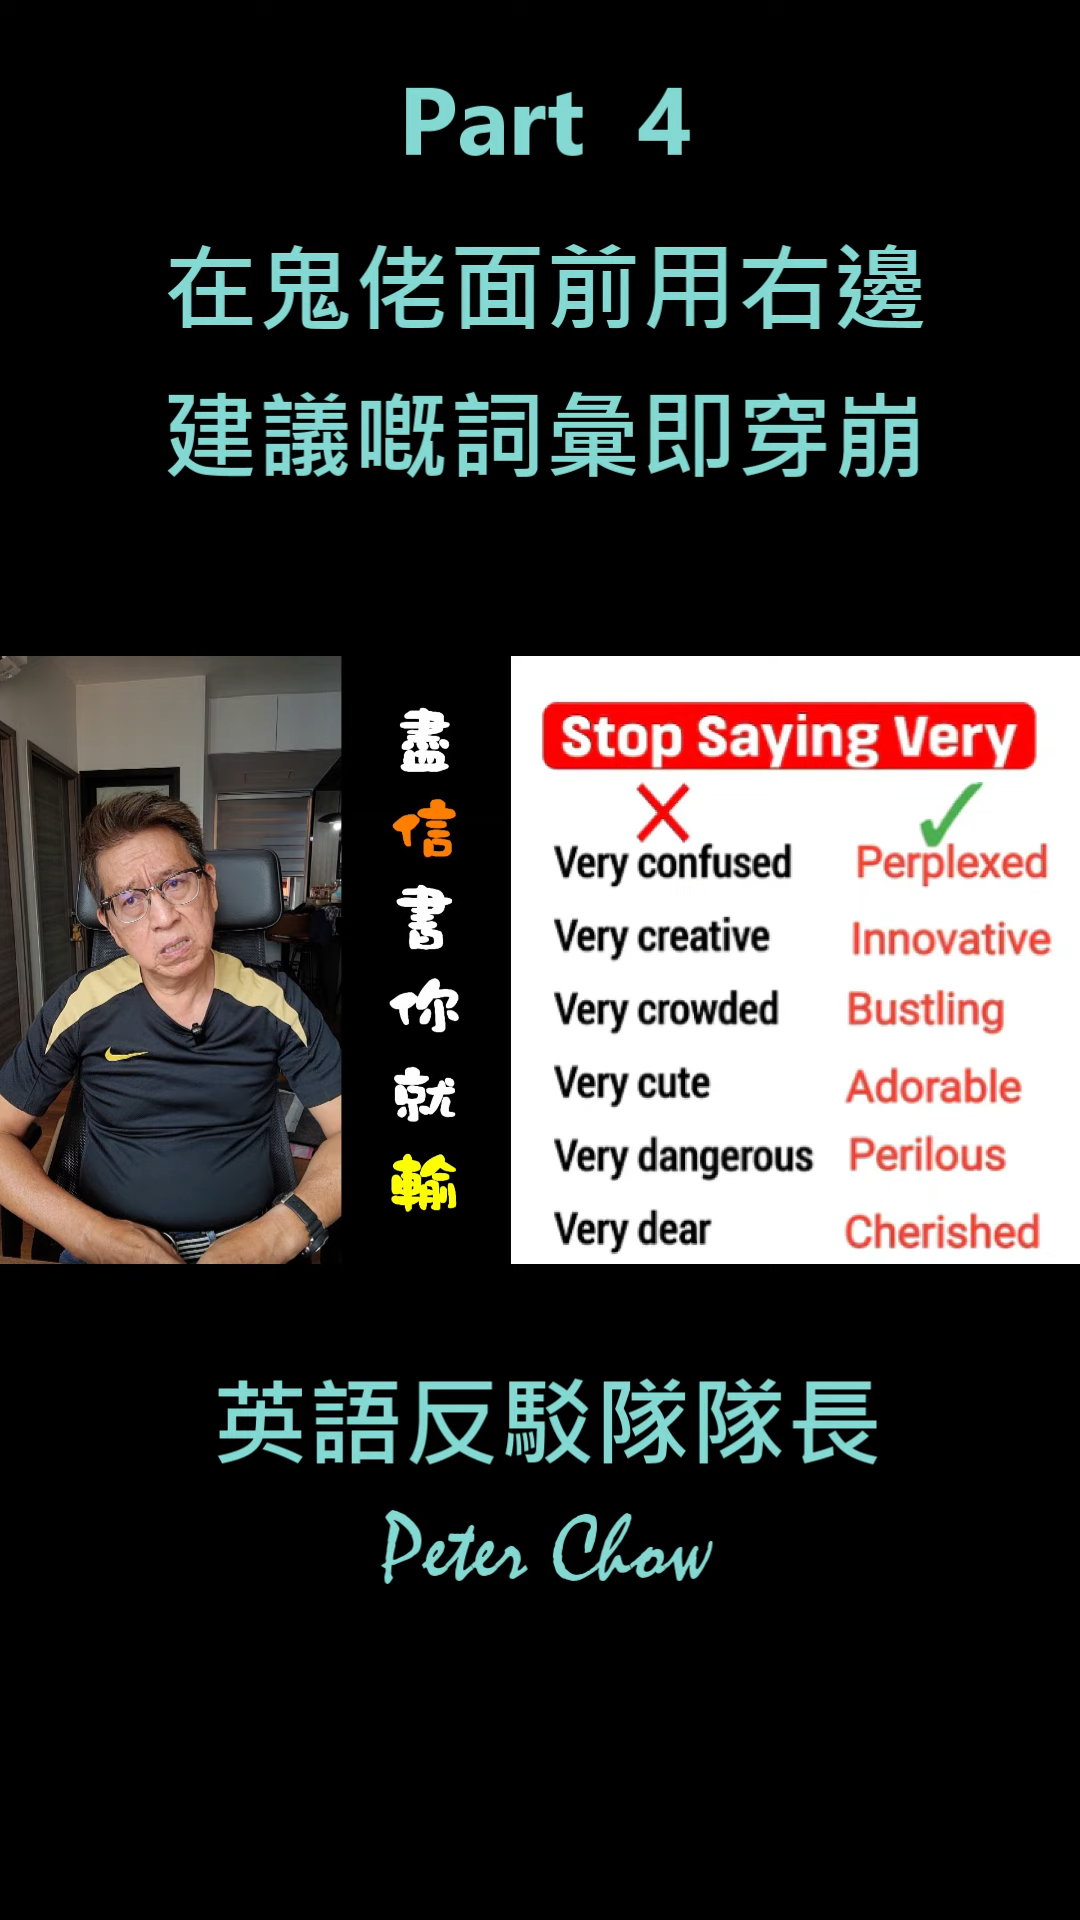 Part 4
在鬼佬面前用右邊
建議嘅詞彙即穿崩
盡信書你就輸
Stop Saying Very
Very confused Perplexed
Very creative Innovative
Very crowded Bustling
Very cute Adorable
Very dangerous Perilous
Very dear Cherished
英語反駁隊隊長
Peter Chow